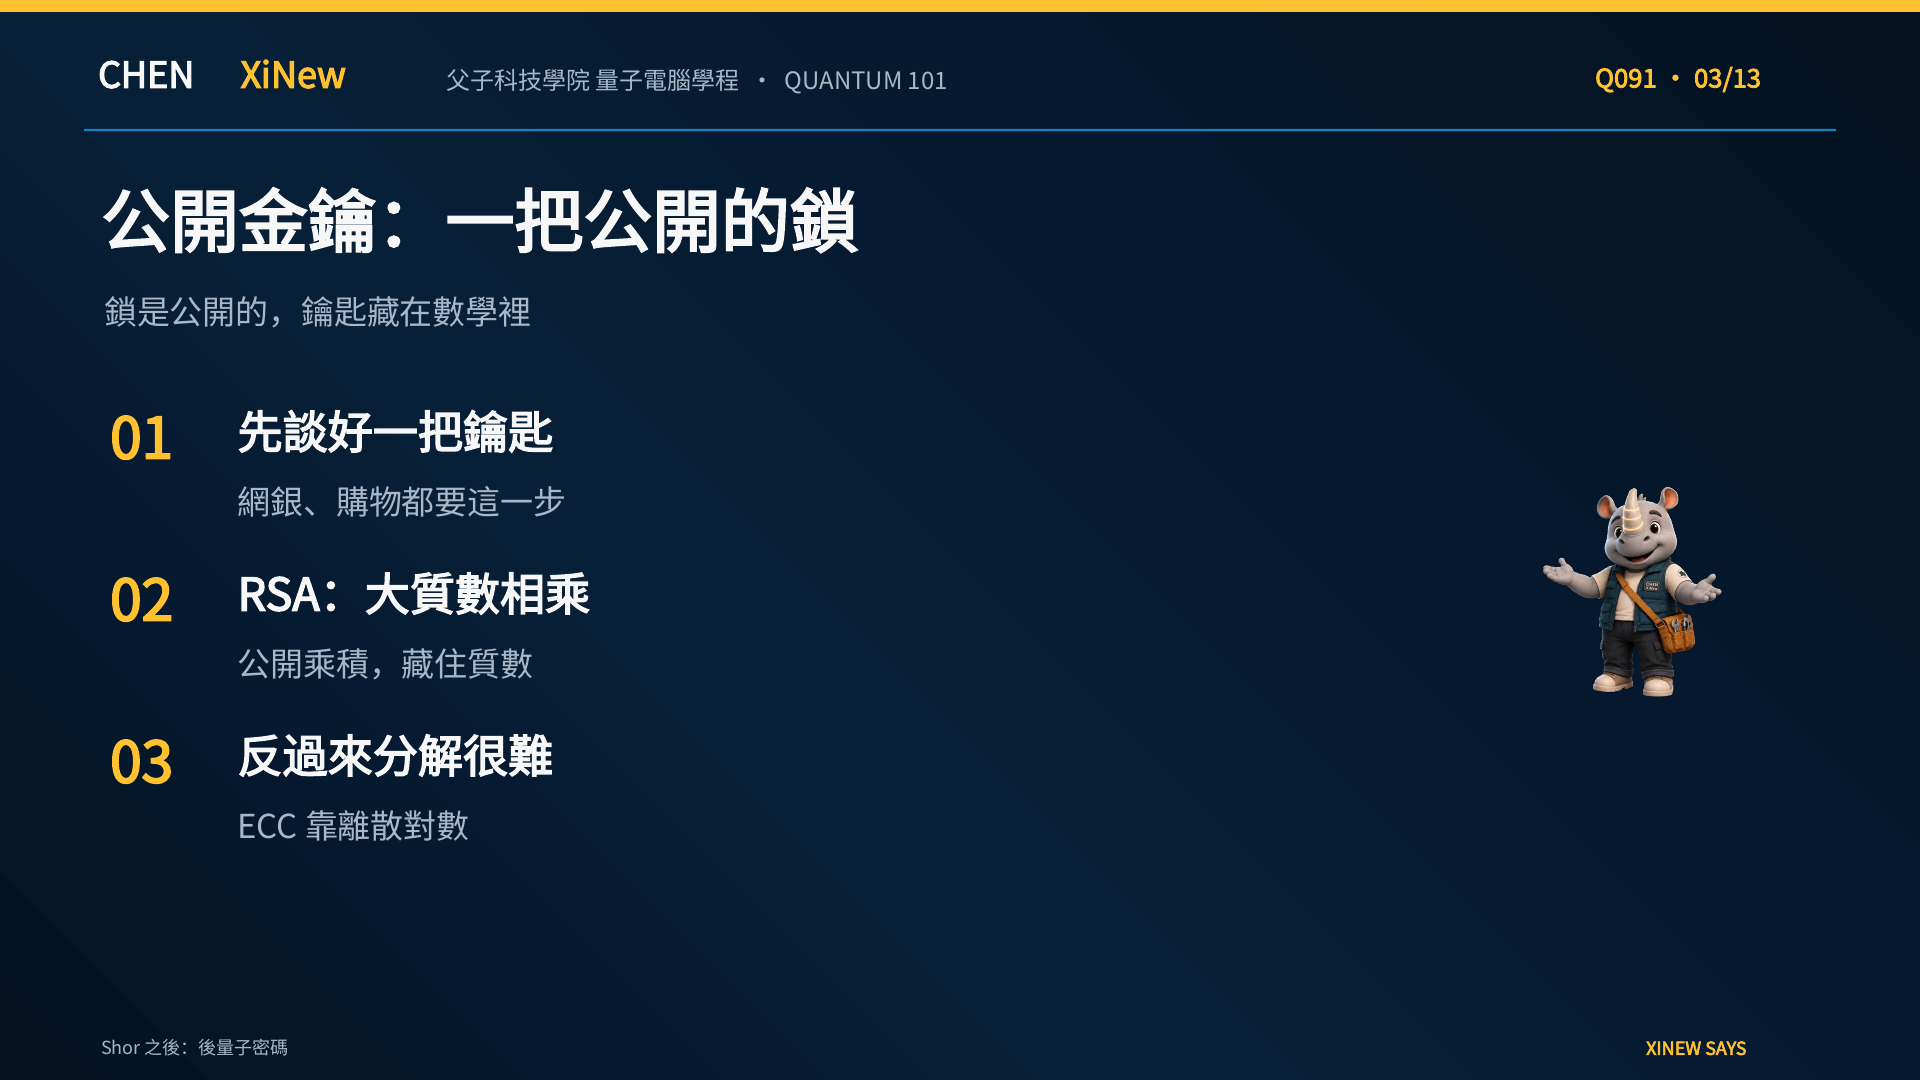 CHEN XiNew 父子科技學院 量子電腦學程 · QUANTUM 101 Q091 · 03/13
公開金鑰：一把公開的鎖
鎖是公開的，鑰匙藏在數學裡
01 先談好一把鑰匙
網銀、購物都要這一步
02 RSA：大質數相乘
公開乘積，藏住質數
03 反過來分解很難
ECC 靠離散對數
Shor 之後：後量子密碼 XINEW SAYS